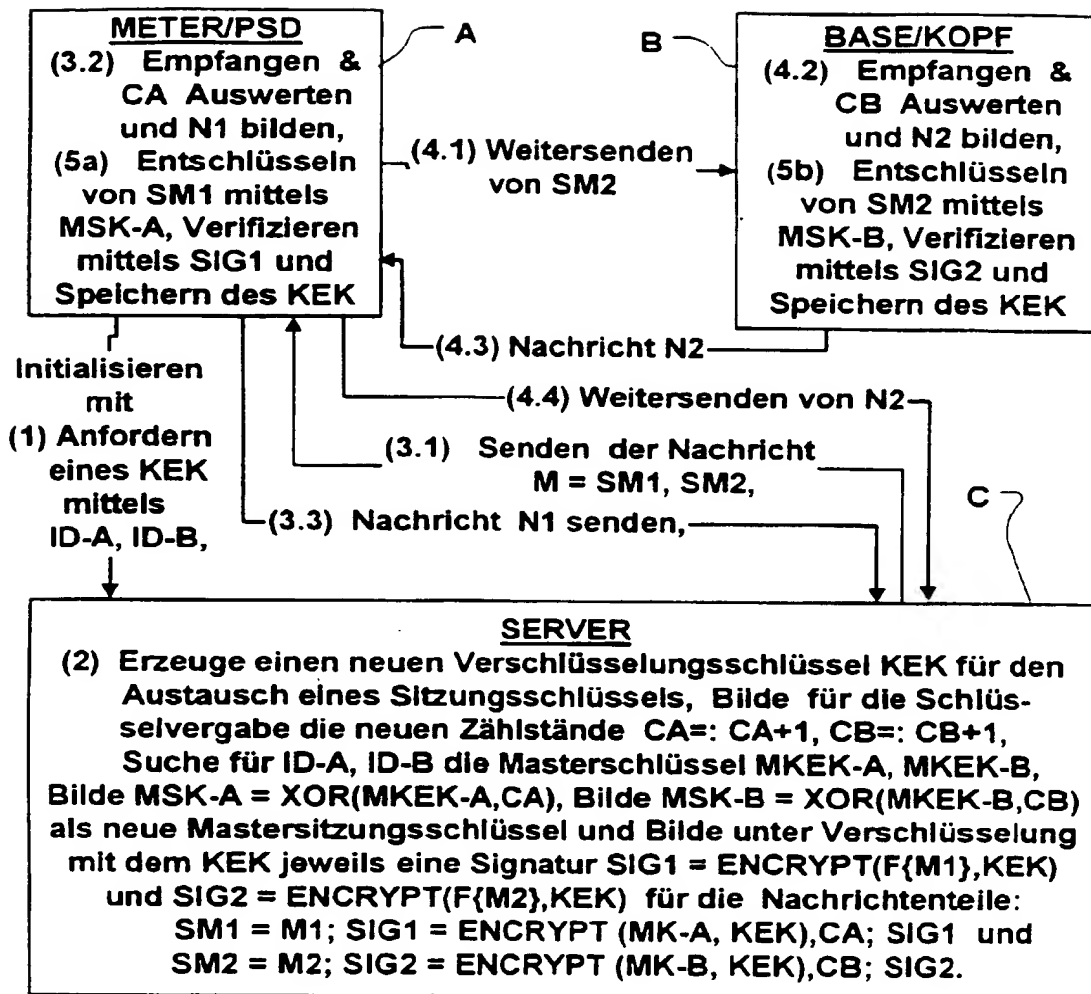 METER/PSD
(3.2) Empfangen &
CA Auswerten
und N1 bilden,
(5a) Entschlüsseln
von SM1 mittels
MSK-A, Verifizieren
mittels SIG1 und
Speichern des KEK
A
B
BASE/KOPF
(4.2) Empfangen &
CB Auswerten
und N2 bilden,
(5b) Entschlüsseln
von SM2 mittels
MSK-B, Verifizieren
mittels SIG2 und
Speichern des KEK
(4.1) Weitersenden
von SM2
(4.3) Nachricht N2
(4.4) Weitersenden von N2
Initialisieren
mit
(1) Anfordern
eines KEK
mittels
ID-A, ID-B,
(3.1) Senden der Nachricht
M = SM1, SM2,
(3.3) Nachricht N1 senden,
C
SERVER
(2) Erzeuge einen neuen Verschlüsselungsschlüssel KEK für den
Austausch eines Sitzungsschlüssels, Bilde für die Schlüs-
selvergabe die neuen Zählstände CA=: CA+1, CB=: CB+1,
Suche für ID-A, ID-B die Masterschlüssel MKEK-A, MKEK-B,
Bilde MSK-A = XOR(MKEK-A,CA), Bilde MSK-B = XOR(MKEK-B,CB)
als neue Mastersitzungsschlüssel und Bilde unter Verschlüsselung
mit dem KEK jeweils eine Signatur SIG1 = ENCRYPT(F{M1},KEK)
und SIG2 = ENCRYPT(F{M2},KEK) für die Nachrichtenteile:
SM1 = M1; SIG1 = ENCRYPT (MK-A, KEK),CA; SIG1 und
SM2 = M2; SIG2 = ENCRYPT (MK-B, KEK),CB; SIG2.